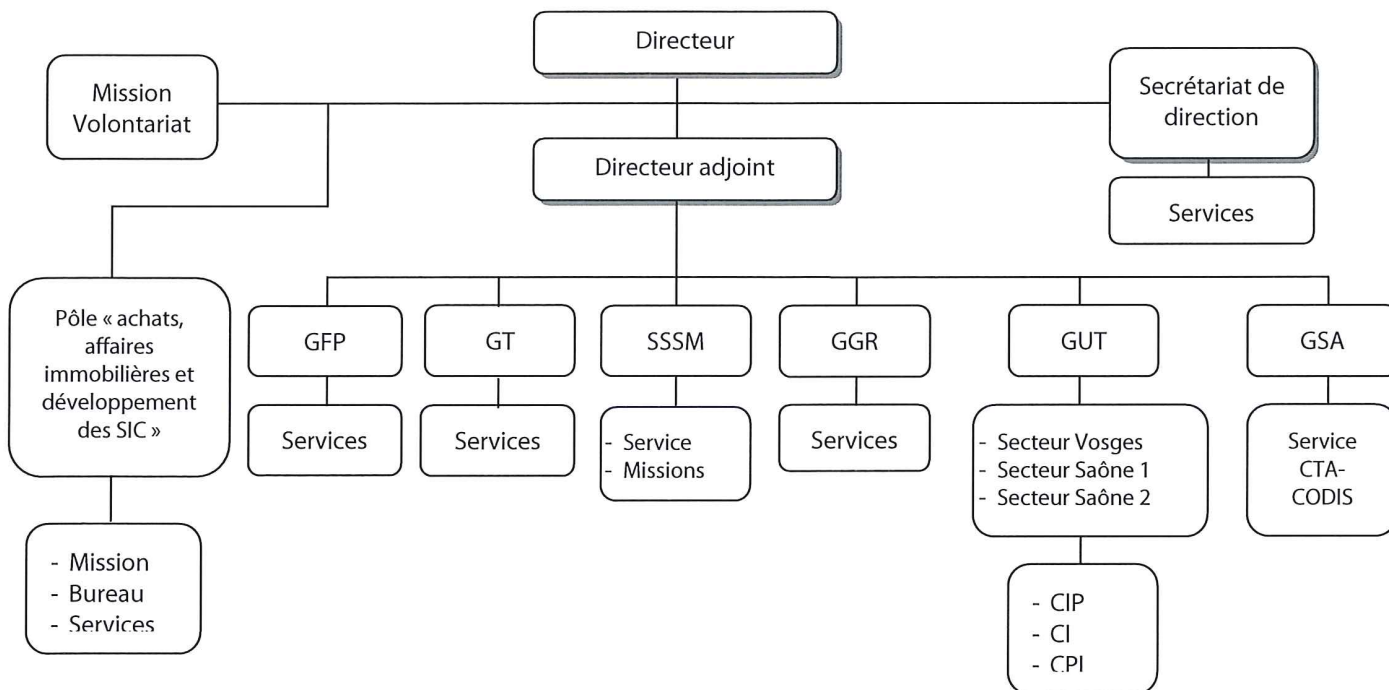 Directeur
Mission
Volontariat
Secrétariat de
direction
Directeur adjoint
Services
Pôle « achats,
affaires
immobilières et
développement
des SIC »
GFP
GT
SSSM
GGR
GUT
GSA
Services
Services
- Service
- Missions
Services
- Secteur Vosges
- Secteur Saône 1
- Secteur Saône 2
Service
CTA-
CODIS
- Mission
- Bureau
- Services
- CIP
- CI
- CPI